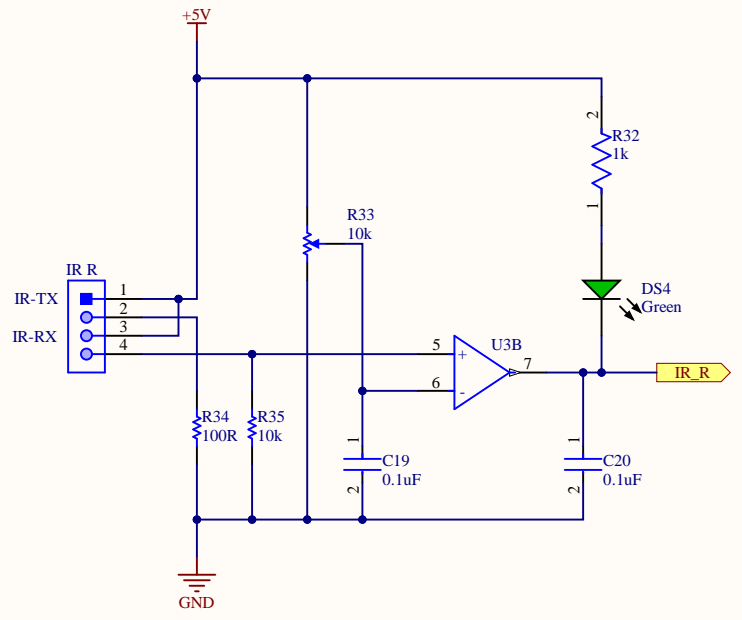 +5V
2
R32
1k
1
R33
10k
IR R
IR-TX
1
2
IR-RX
3
4
DS4
Green
5
+
U3B
7
IR_R
6
-
R34
100R
R35
10k
1
C19
0.1uF
2
1
C20
0.1uF
2
GND